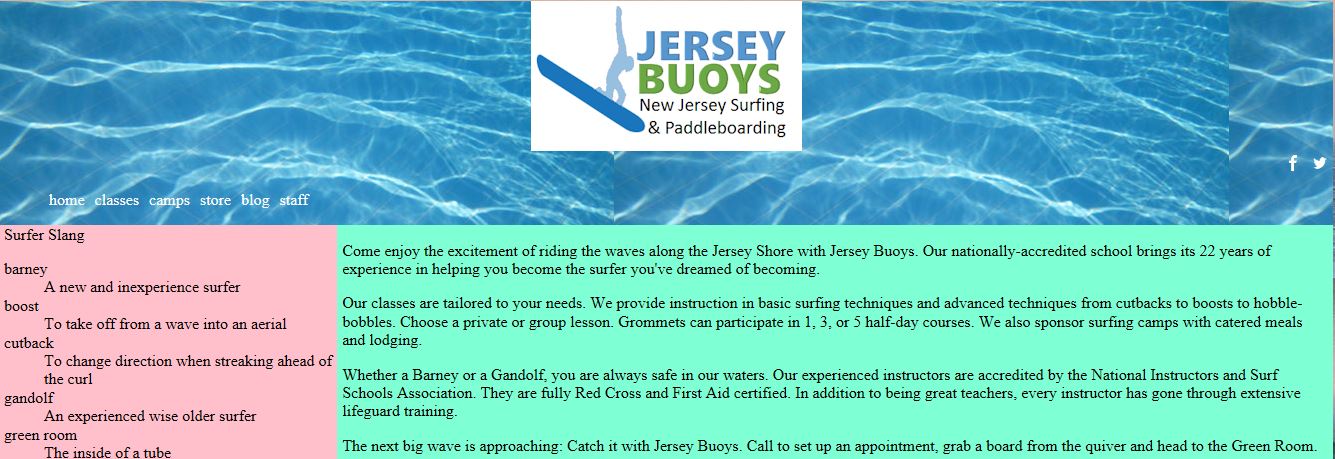 JERSEY
BUOYS
New Jersey Surfing
& Paddleboarding
home classes camps store blog staff
Surfer Slang
barney
A new and inexperience surfer
boost
To take off from a wave into an aerial
cutback
To change direction when streaking ahead of
the curl
gandolf
An experienced wise older surfer
green room
The inside of a tube
Come enjoy the excitement of riding the waves along the Jersey Shore with Jersey Buoys. Our nationally-accredited school brings its 22 years of
experience in helping you become the surfer you've dreamed of becoming.
Our classes are tailored to your needs. We provide instruction in basic surfing techniques and advanced techniques from cutbacks to boosts to hobble-
bobbles. Choose a private or group lesson. Grommets can participate in 1, 3, or 5 half-day courses. We also sponsor surfing camps with catered meals
and lodging.
Whether a Barney or a Gandolf, you are always safe in our waters. Our experienced instructors are accredited by the National Instructors and Surf
Schools Association. They are fully Red Cross and First Aid certified. In addition to being great teachers, every instructor has gone through extensive
lifeguard training.
The next big wave is approaching: Catch it with Jersey Buoys. Call to set up an appointment, grab a board from the quiver and head to the Green Room.